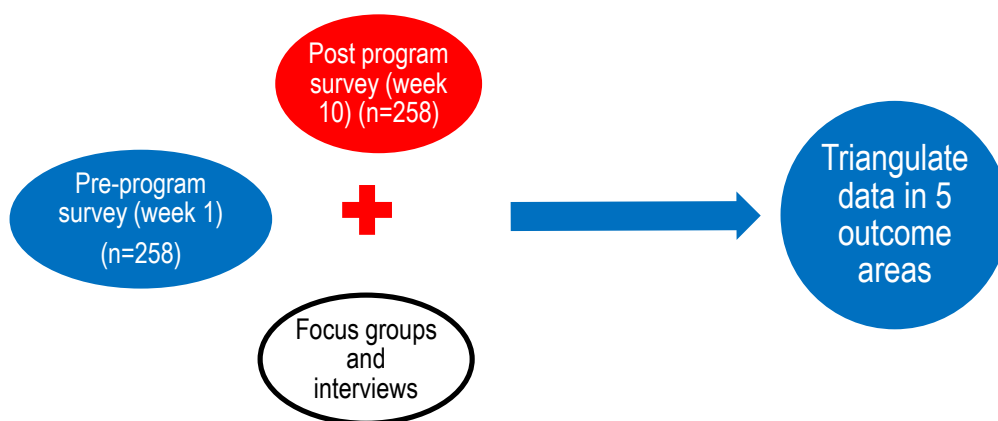 Post program
survey (week
10) (n=258)
Pre-program
survey (week 1)
(n=258)
Focus groups
and
interviews
Triangulate
data in 5
outcome
areas